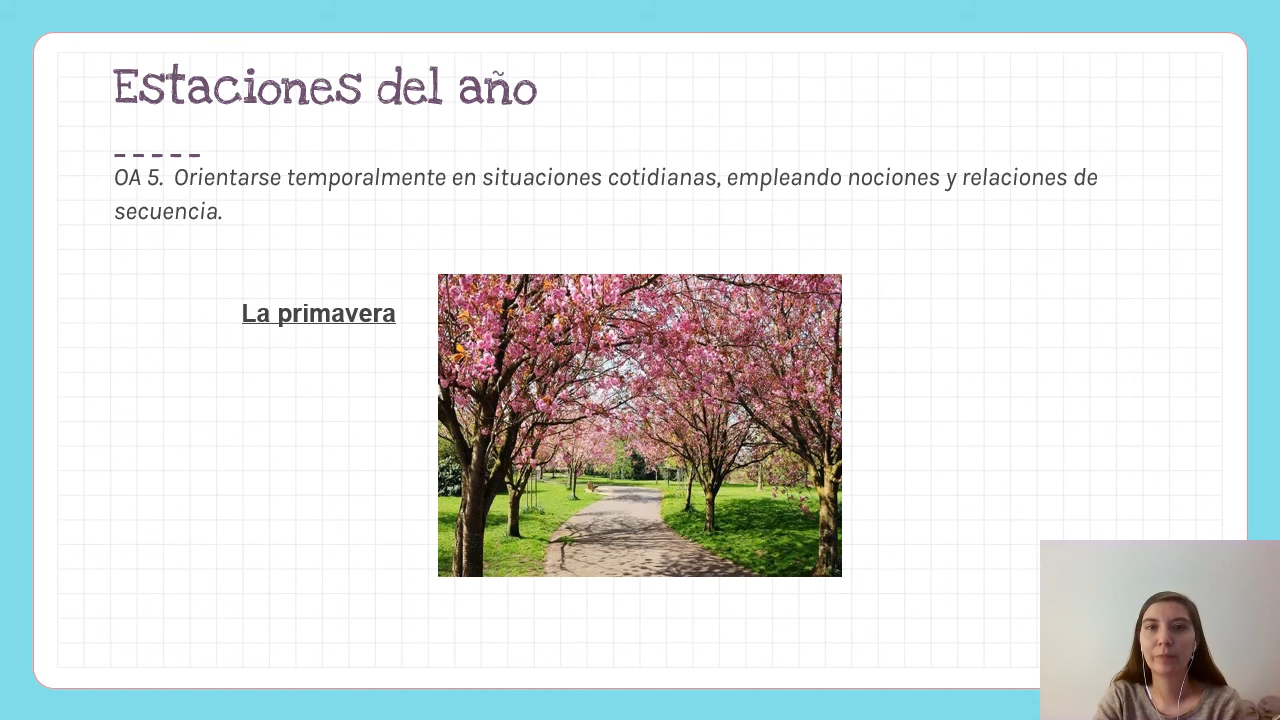 Estaciones del año
OA 5. Orientarse temporalmente en situaciones cotidianas, empleando nociones y relaciones de
secuencia.
La primavera